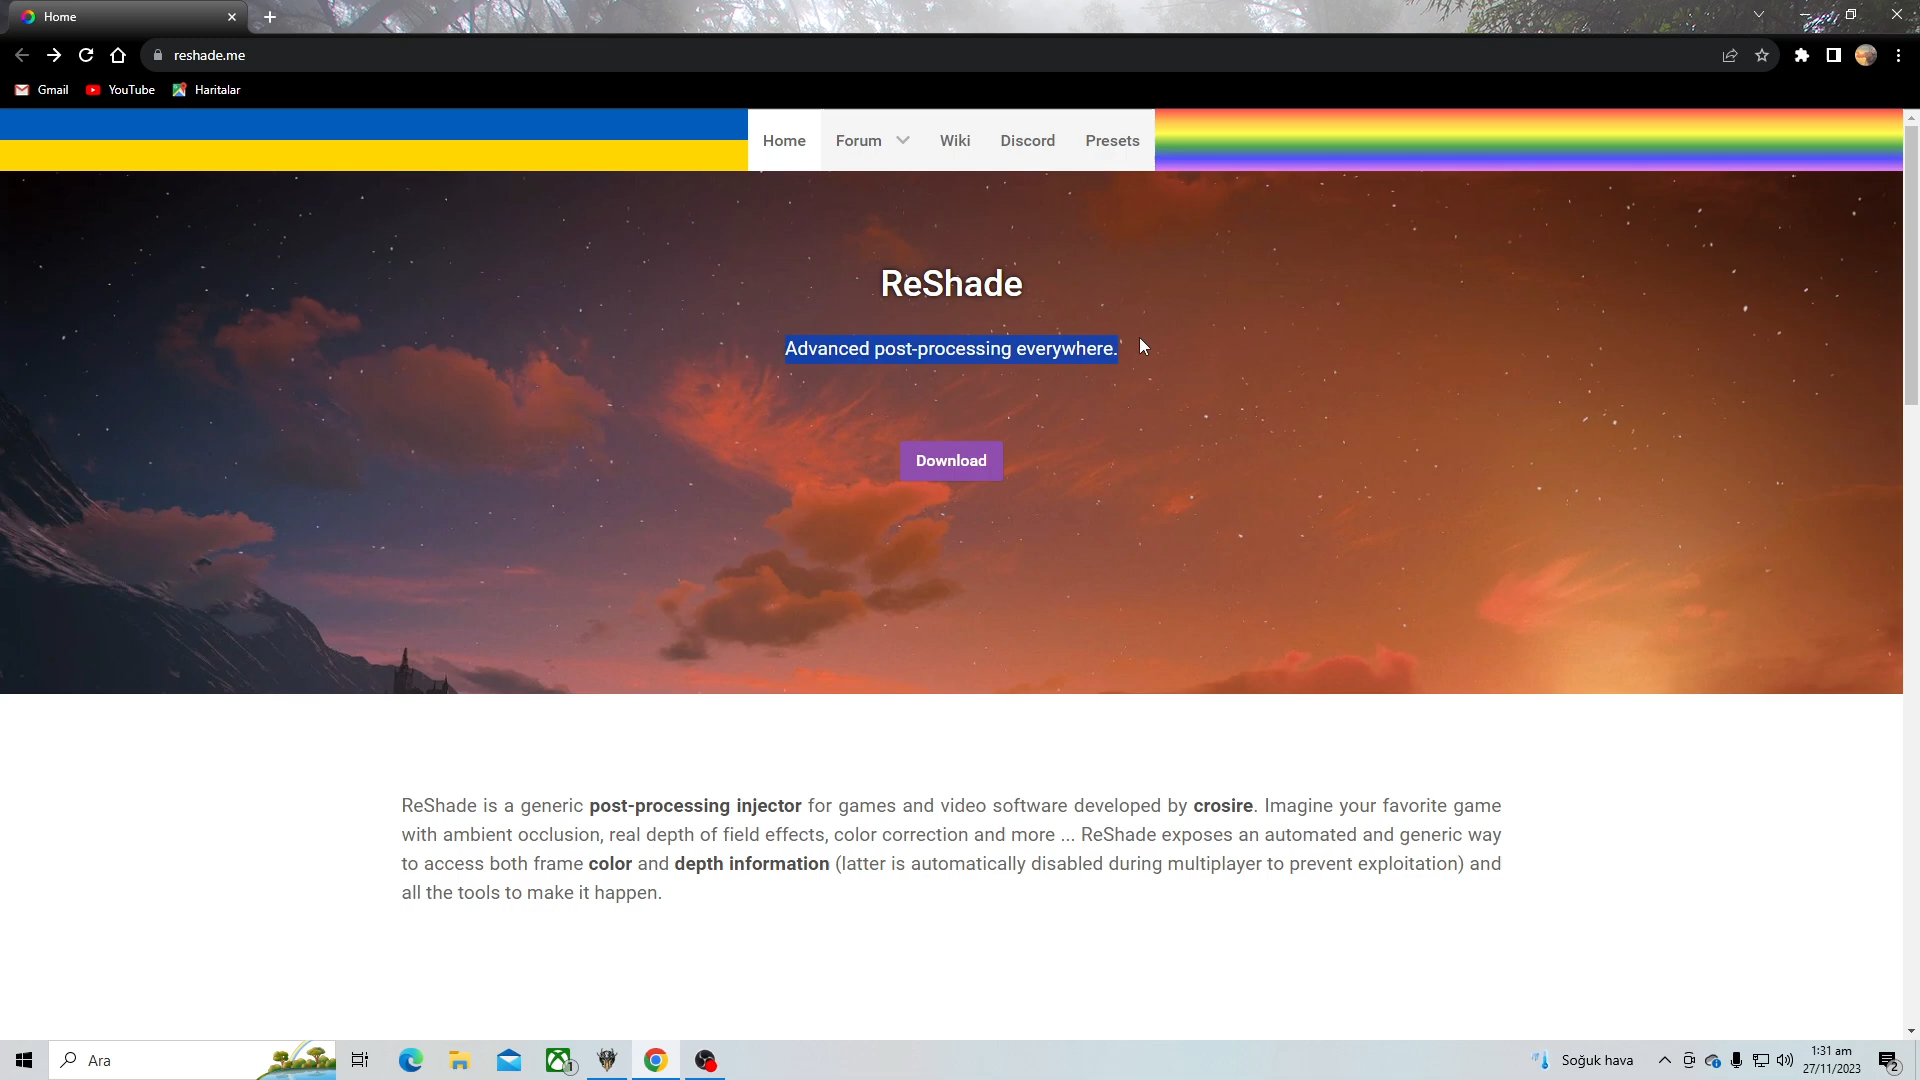 Home
reshade.me
Gmail YouTube Haritalar
Home Forum Wiki Discord Presets
ReShade
Advanced post-processing everywhere.
Download
ReShade is a generic post-processing injector for games and video software developed by crosire. Imagine your favorite game
with ambient occlusion, real depth of field effects, color correction and more ... ReShade exposes an automated and generic way
to access both frame color and depth information (latter is automatically disabled during multiplayer to prevent exploitation) and
all the tools to make it happen.
Ara
1
Soğuk hava
1:31 am
27/11/2023
2